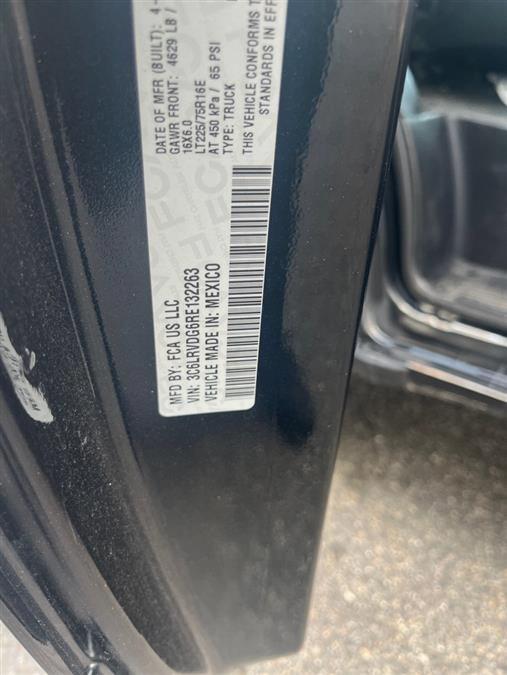 MFD BY: FCA US LLC
VIN: 3C6LRVDG6RE132263
VEHICLE MADE IN: MEXICO
DATE OF MFR (BUILT): 4-
GAWR FRONT: 4629 LB /
16X6.0
LT225/75R16E
AT 450 kPa / 65 PSI
TYPE: TRUCK
THIS VEHICLE CONFORMS T
STANDARDS IN EFF